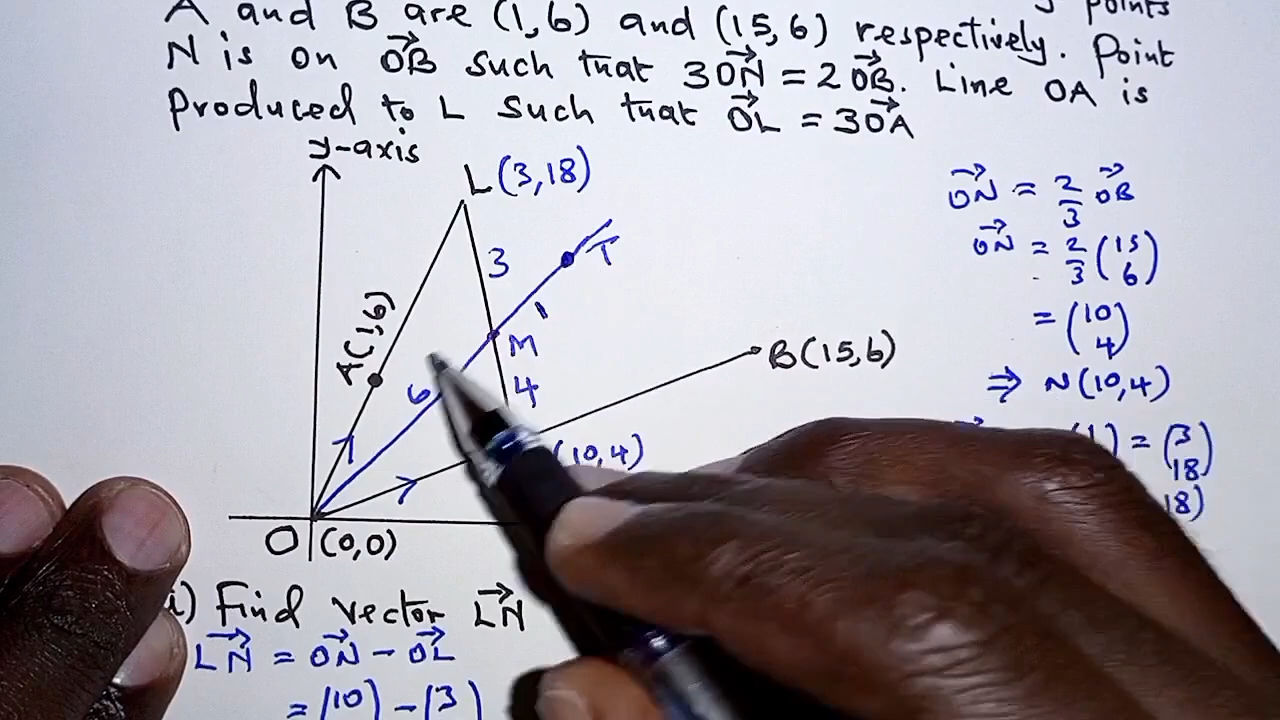 A and B are (1,6) and (15,6) respectively. Point
N is on OB such that 3ON = 2OB. Line OA is
produced to L such that OL = 3OA
y-axis
L(3,18)
3
T
1
A(1,6)
M
6
4
B(15,6)
(10,4)
O
(0,0)
ON = 2/3 OB
ON = 2/3 (15 6)
= (10 4)
⇒ N(10,4)
= (3 18)
18)
i) Find vector LN
LN = ON - OL
= (10) - (3)